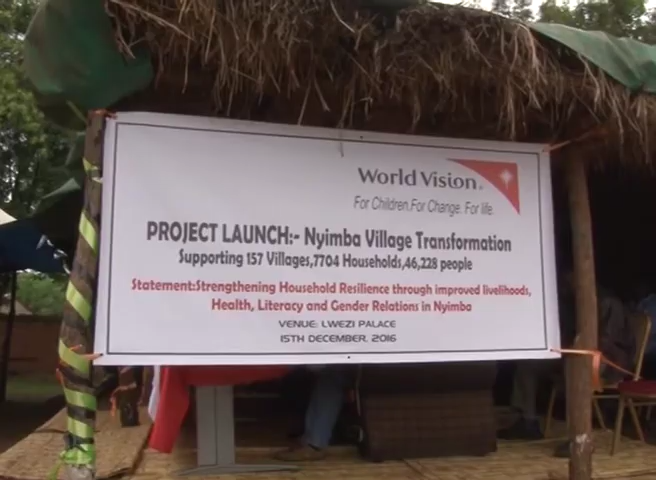 World Vision
For Children.For Change. For life.
PROJECT LAUNCH:- Nyimba Village Transformation
Supporting 157 Villages,7704 Households,46,228 people
Statement:Strengthening Household Resilience through improved livelihoods,
Health, Literacy and Gender Relations in Nyimba
VENUE: LWEZI PALACE
15TH DECEMBER, 2016